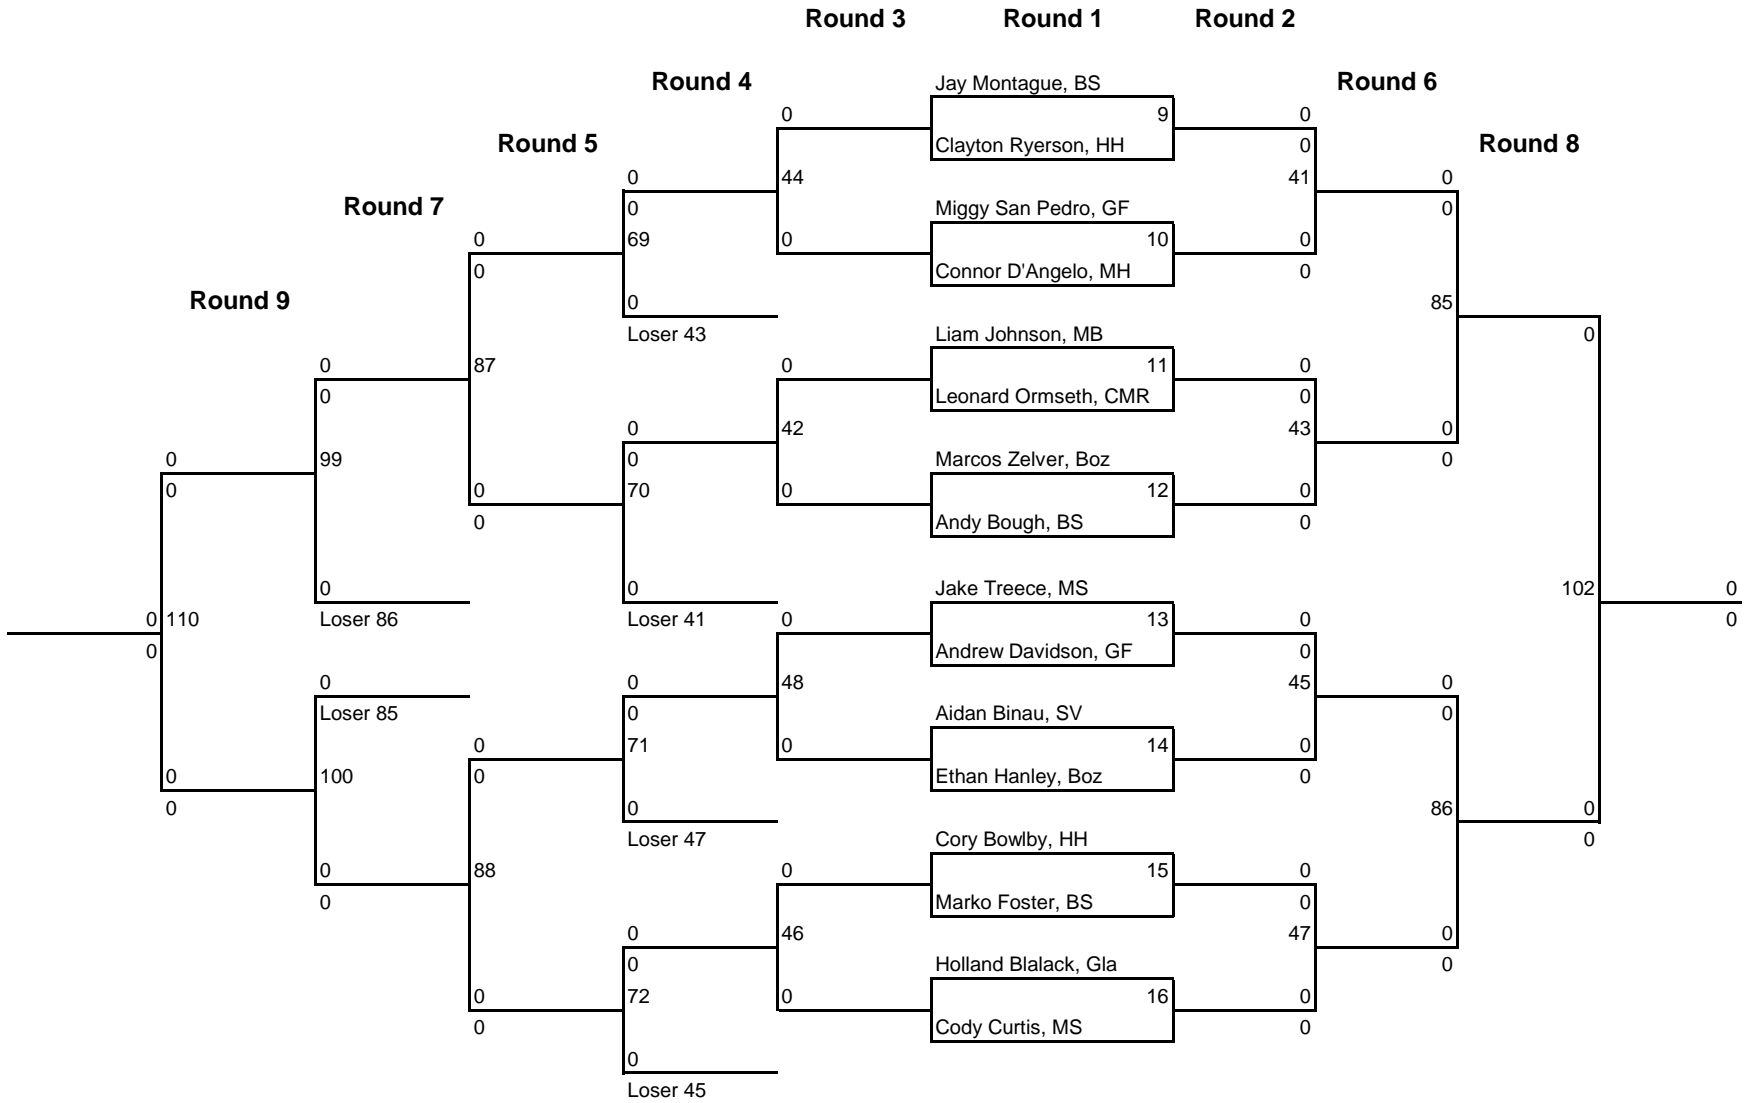 Round 3 Round 1 Round 2
Round 4 Jay Montague, BS Round 6
0 9 0
Round 5 Clayton Ryerson, HH 0 Round 8
0 44 41 0
Round 7 0 Miggy San Pedro, GF 0
0 69 0 10 0
0 Connor D'Angelo, MH 0
Round 9 0 85
Loser 43 Liam Johnson, MB 0
0 87 0 11 0
0 Leonard Ormseth, CMR 0
0 42 43 0
0 99 0 Marcos Zelver, Boz 0
0 0 70 0 12 0
0 Andy Bough, BS 0
0 0 Jake Treece, MS 102 0
0 110 Loser 86 Loser 41 0 13 0 0
0 Andrew Davidson, GF 0
0 0 48 45 0
Loser 85 0 Aidan Binau, SV 0
0 71 0 14 0
0 100 0 Ethan Hanley, Boz 0
0 0 86 0
Loser 47 Cory Bowlby, HH 0
0 88 0 15 0
0 Marko Foster, BS 0
0 46 47 0
0 Holland Blalack, Gla 0
0 72 0 16 0
0 Cody Curtis, MS 0
0
Loser 45